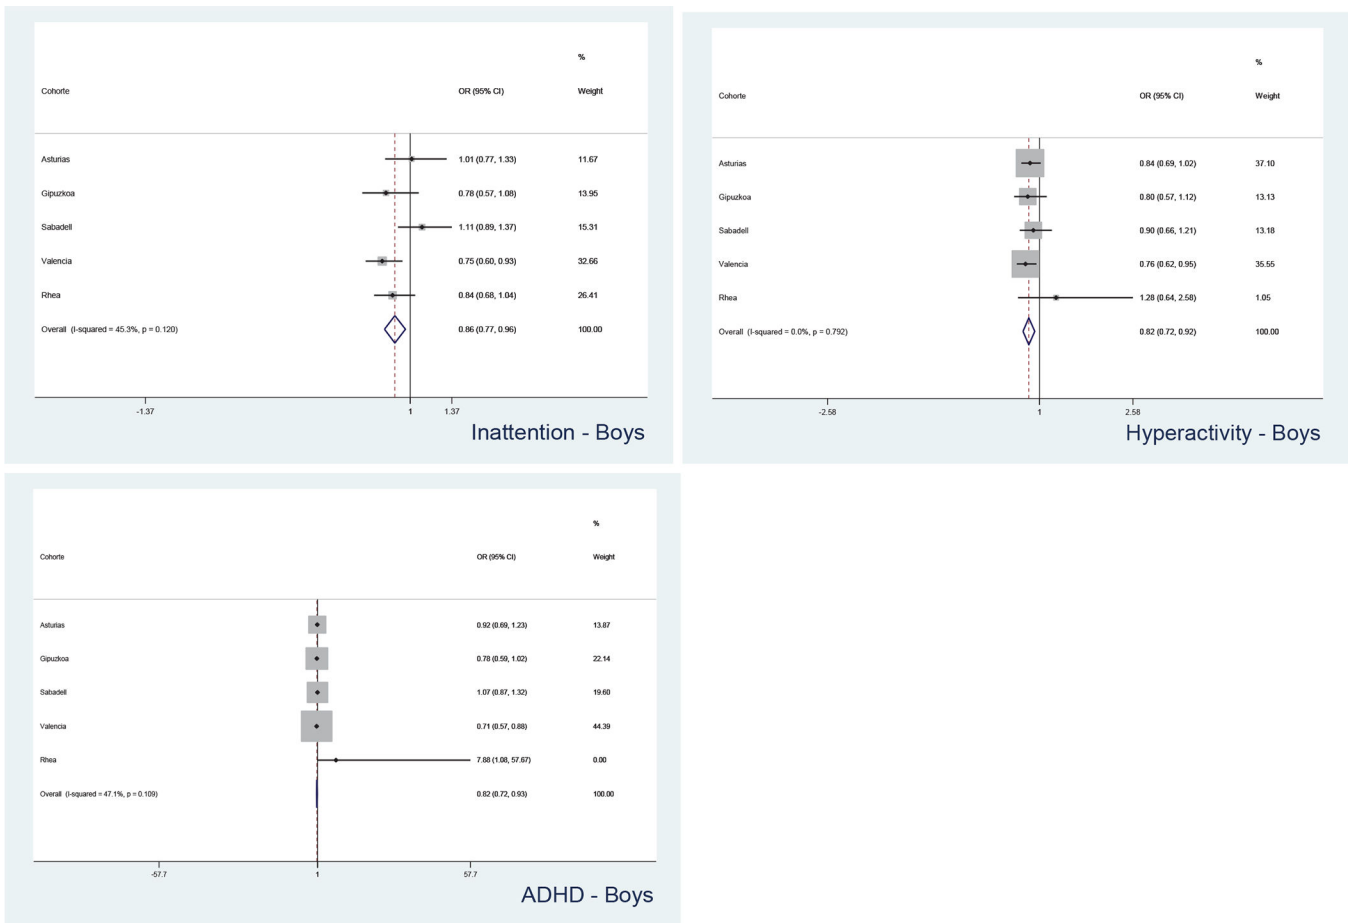 %
Cohorte OR (95% CI) Weight
Asturias 1.01 (0.77, 1.33) 11.67
Gipuzkoa 0.78 (0.57, 1.08) 13.95
Sabadell 1.11 (0.89, 1.37) 15.31
Valencia 0.75 (0.60, 0.93) 32.66
Rhea 0.84 (0.68, 1.04) 26.41
Overall (I-squared = 45.3%, p = 0.120) 0.86 (0.77, 0.96) 100.00
-1.37 1 1.37
Inattention - Boys
%
Cohorte OR (95% CI) Weight
Asturias 0.84 (0.69, 1.02) 37.10
Gipuzkoa 0.80 (0.57, 1.12) 13.13
Sabadell 0.90 (0.66, 1.21) 13.18
Valencia 0.76 (0.62, 0.95) 35.55
Rhea 1.28 (0.64, 2.58) 1.05
Overall (I-squared = 0.0%, p = 0.792) 0.82 (0.72, 0.92) 100.00
-2.58 1 2.58
Hyperactivity - Boys
%
Cohorte OR (95% CI) Weight
Asturias 0.92 (0.69, 1.23) 13.87
Gipuzkoa 0.78 (0.59, 1.02) 22.14
Sabadell 1.07 (0.87, 1.32) 19.60
Valencia 0.71 (0.57, 0.88) 44.39
Rhea 7.88 (1.08, 57.67) 0.00
Overall (I-squared = 47.1%, p = 0.109) 0.82 (0.72, 0.93) 100.00
-57.7 1 57.7
ADHD - Boys